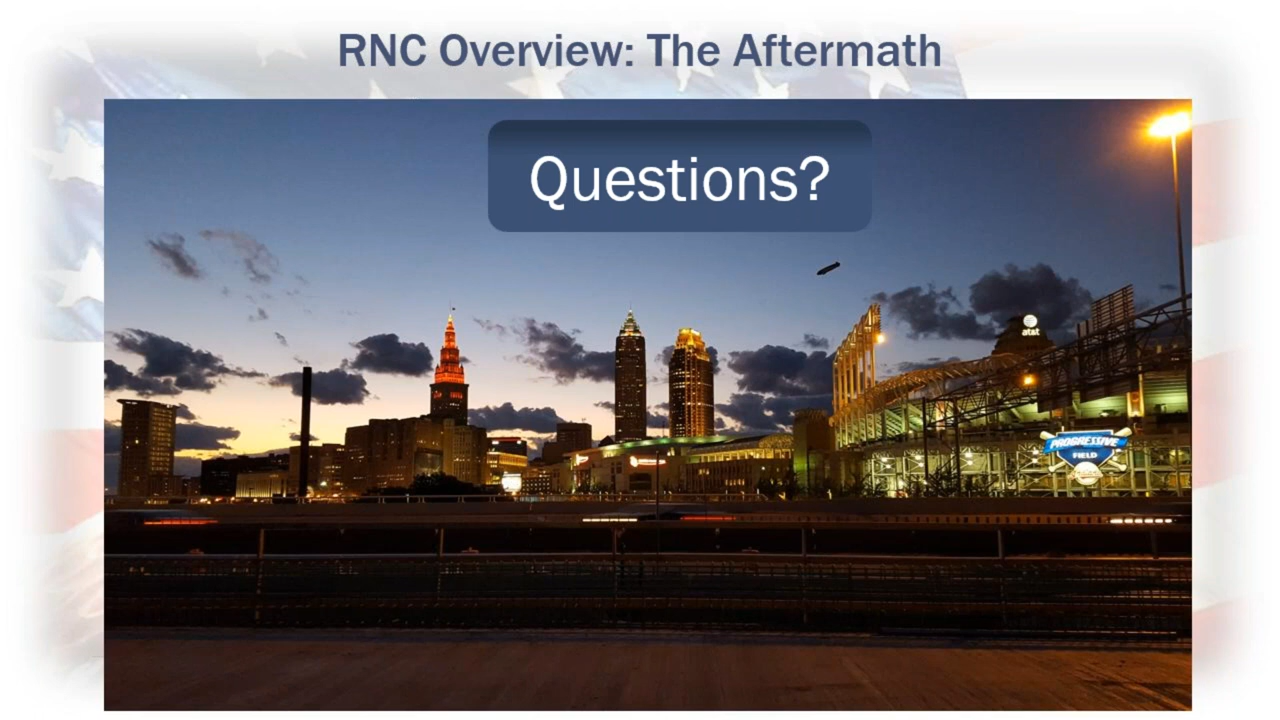 RNC Overview: The Aftermath
Questions?
at&t
PROGRESSIVE
FIELD